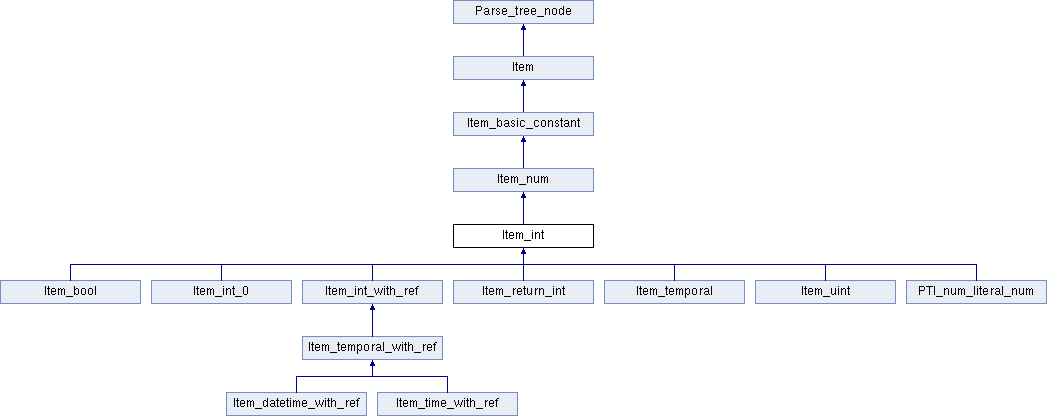 Parse_tree_node
Item
Item_basic_constant
Item_num
Item_int
Item_bool
Item_int_0
Item_int_with_ref
Item_return_int
Item_temporal
Item_uint
PTI_num_literal_num
Item_temporal_with_ref
Item_datetime_with_ref
Item_time_with_ref